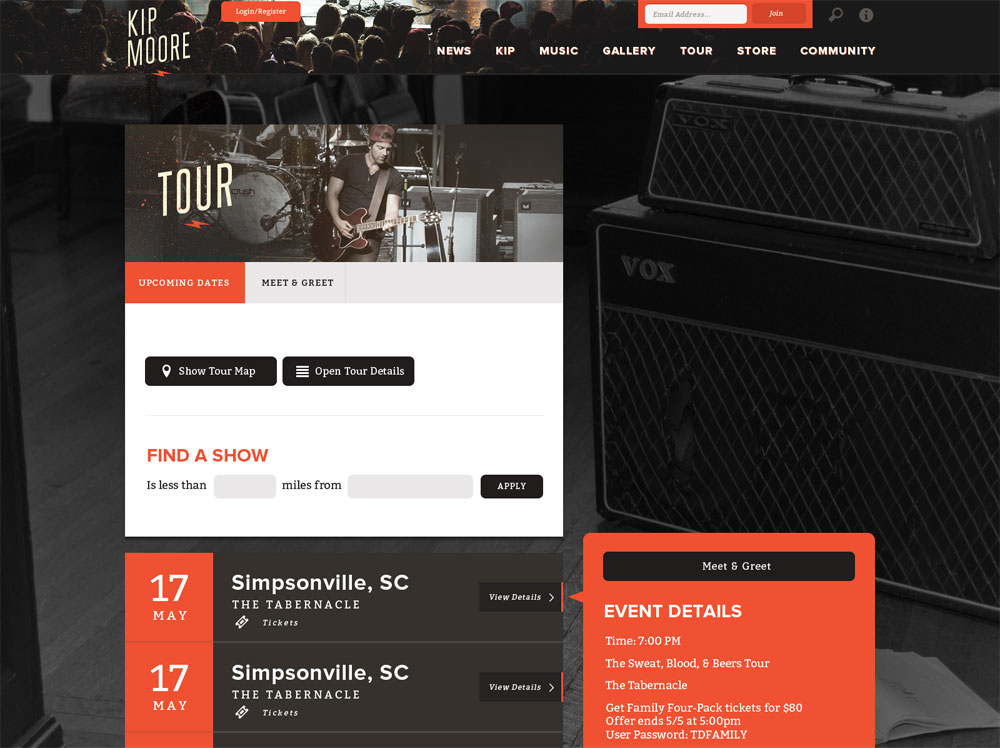 KIP
MOORE
Login/Register
Email Address...
Join
NEWS KIP MUSIC GALLERY TOUR STORE COMMUNITY
VOX
TOUR
crush
UPCOMING DATES
MEET & GREET
VOX
Show Tour Map
Open Tour Details
FIND A SHOW
Is less than miles from APPLY
17
MAY
Simpsonville, SC
THE TABERNACLE
Tickets
View Details
17
MAY
Simpsonville, SC
THE TABERNACLE
Tickets
View Details
Meet & Greet
EVENT DETAILS
Time: 7:00 PM
The Sweat, Blood, & Beers Tour
The Tabernacle
Get Family Four-Pack tickets for $80
Offer ends 5/5 at 5:00pm
User Password: TDFAMILY